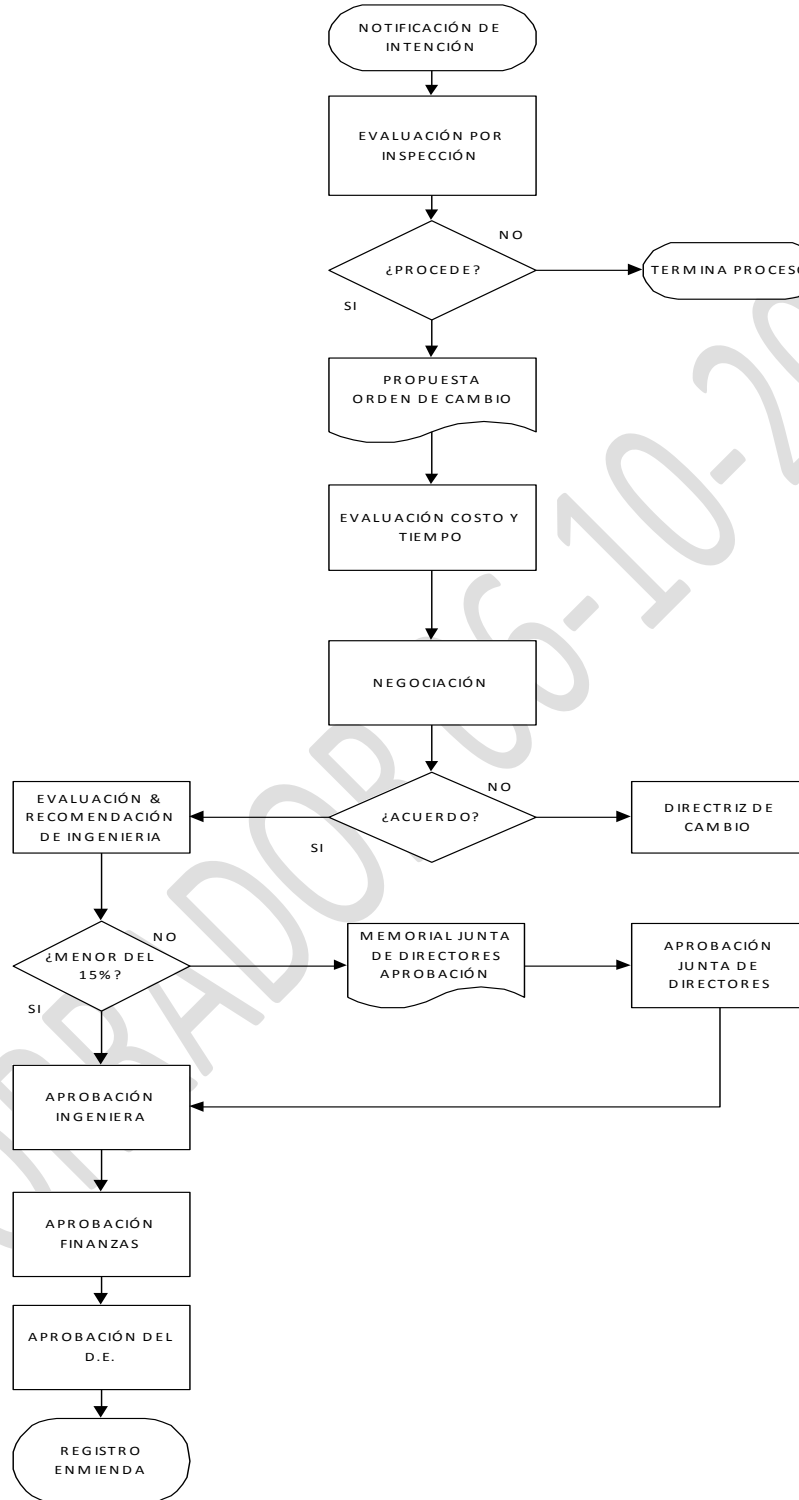 NOTIFICACIÓN DE
INTENCIÓN
EVALUACIÓN POR
INSPECCIÓN
NO
¿PROCEDE?
TERMINA PROCESO
SI
PROPUESTA
ORDEN DE CAMBIO
EVALUACIÓN COSTO Y
TIEMPO
NEGOCIACIÓN
NO
¿ACUERDO?
SI
DIRECTRIZ DE
CAMBIO
EVALUACIÓN &
RECOMENDACIÓN
DE INGENIERIA
NO
¿MENOR DEL
15%?
SI
MEMORIAL JUNTA
DE DIRECTORES
APROBACIÓN
APROBACIÓN
JUNTA DE
DIRECTORES
APROBACIÓN
INGENIERA
APROBACIÓN
FINANZAS
APROBACIÓN DEL
D.E.
REGISTRO
ENMIENDA